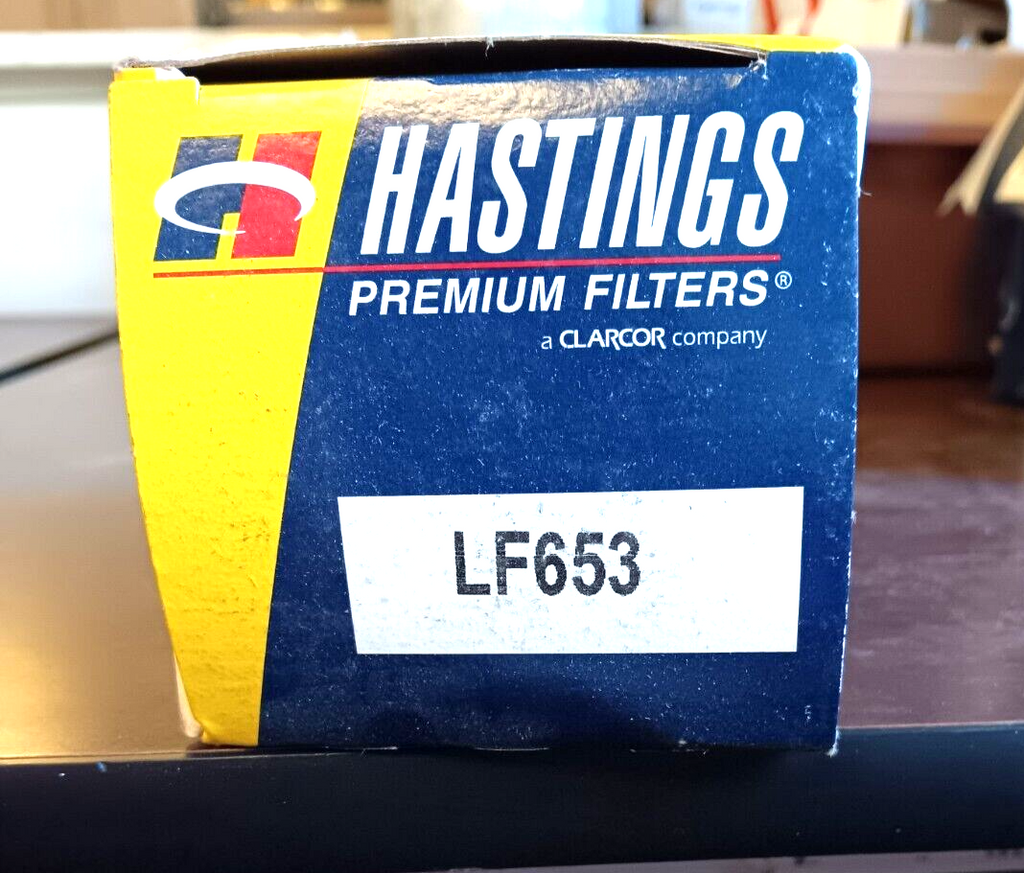 HASTINGS
PREMIUM FILTERS®
a CLARCOR company
LF653